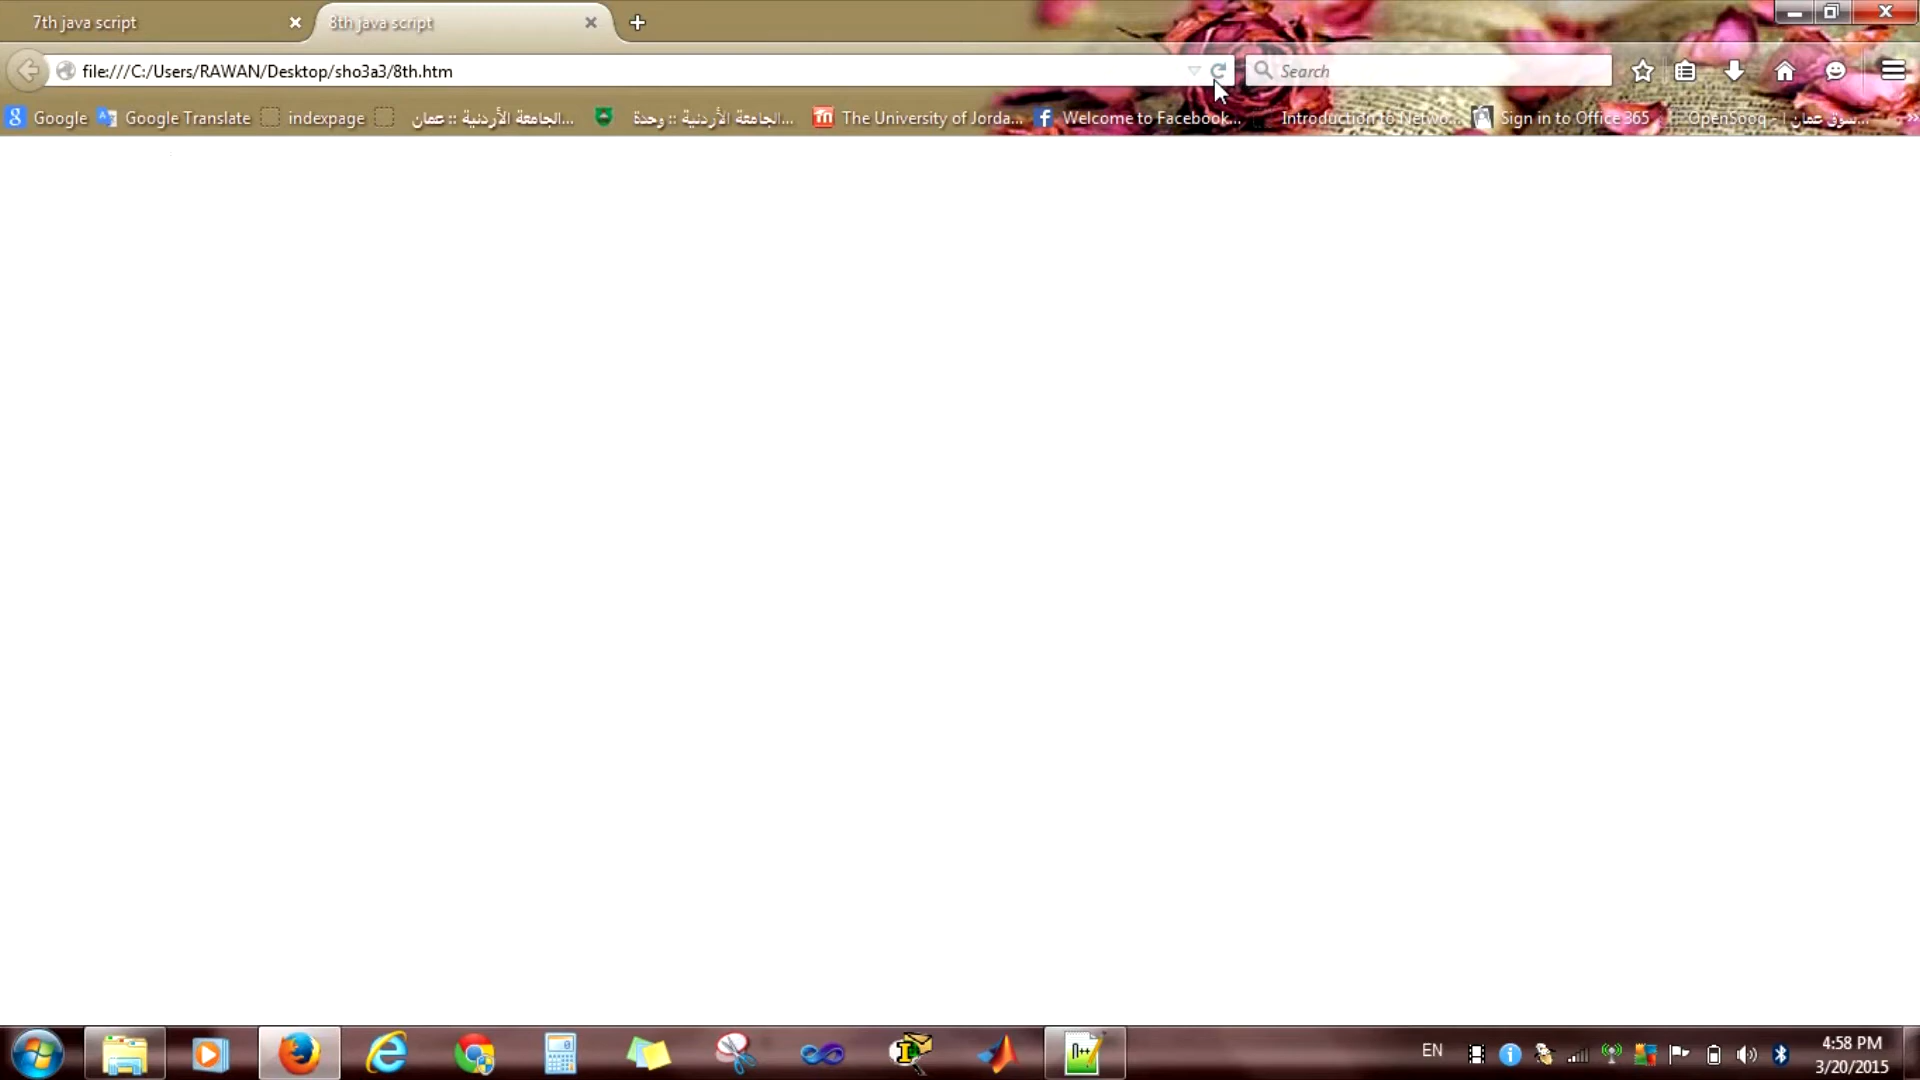 7th java script
8th java script
file:///C:/Users/RAWAN/Desktop/sho3a3/8th.htm
Search
Google
Google Translate
indexpage
الجامعة الأردنية :: عمان...
الجامعة الأردنية :: وحدة...
The University of Jorda...
Welcome to Facebook...
Introduction to Netwo...
Sign in to Office 365
OpenSooq - سوق عمان...
EN
4:58 PM
3/20/2015